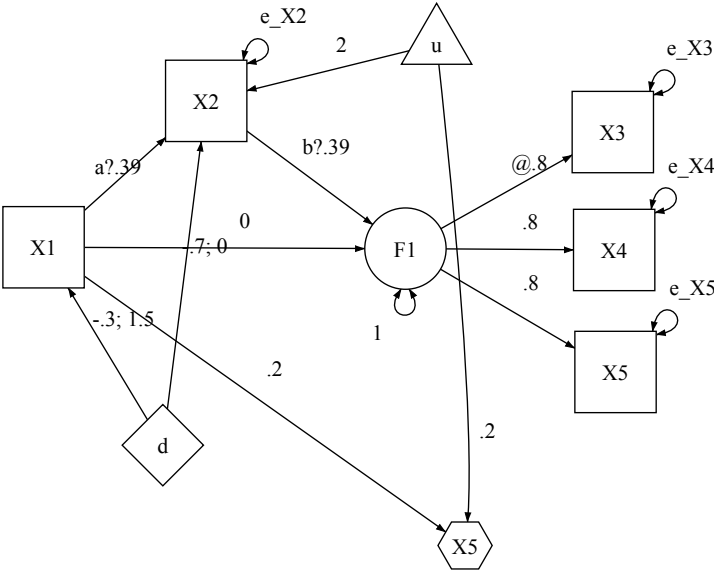 e_X2
2
u
X2
e_X3
X3
a?.39
b?.39
@.8
e_X4
X1
0
-.7; 0
F1
.8
X4
.8
e_X5
-.3; 1.5
1
X5
.2
d
.2
X5